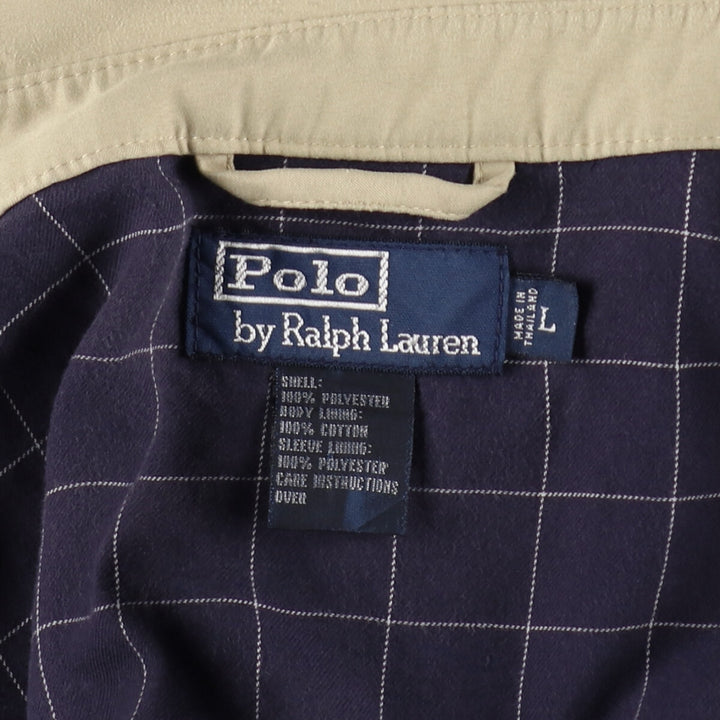 Polo
by Ralph Lauren
MADE IN
THAILAND
L
SHELL:
100% POLYESTER
BODY LINING:
100% COTTON
SLEEVE LINING:
100% POLYESTER
CARE INSTRUCTIONS
OVER